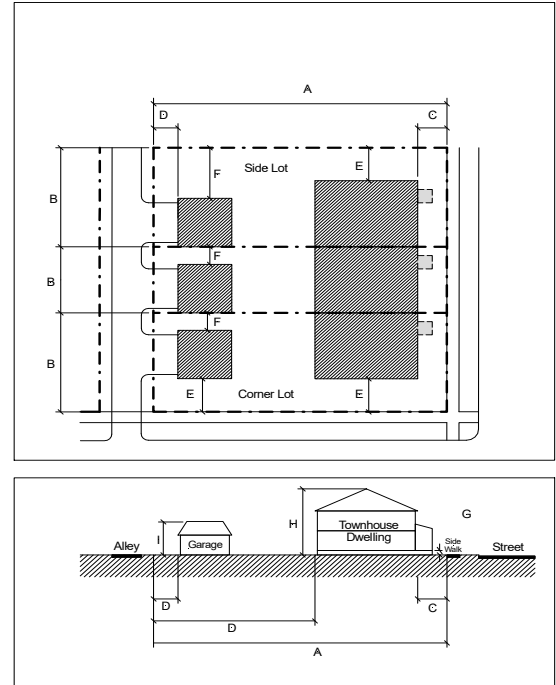 A
D
C
Side Lot
E
F
B
F
B
F
B
E
Corner Lot
E
G
H
I
Townhouse
Dwelling
Alley
Garage
Side
Walk
Street
D
C
D
A